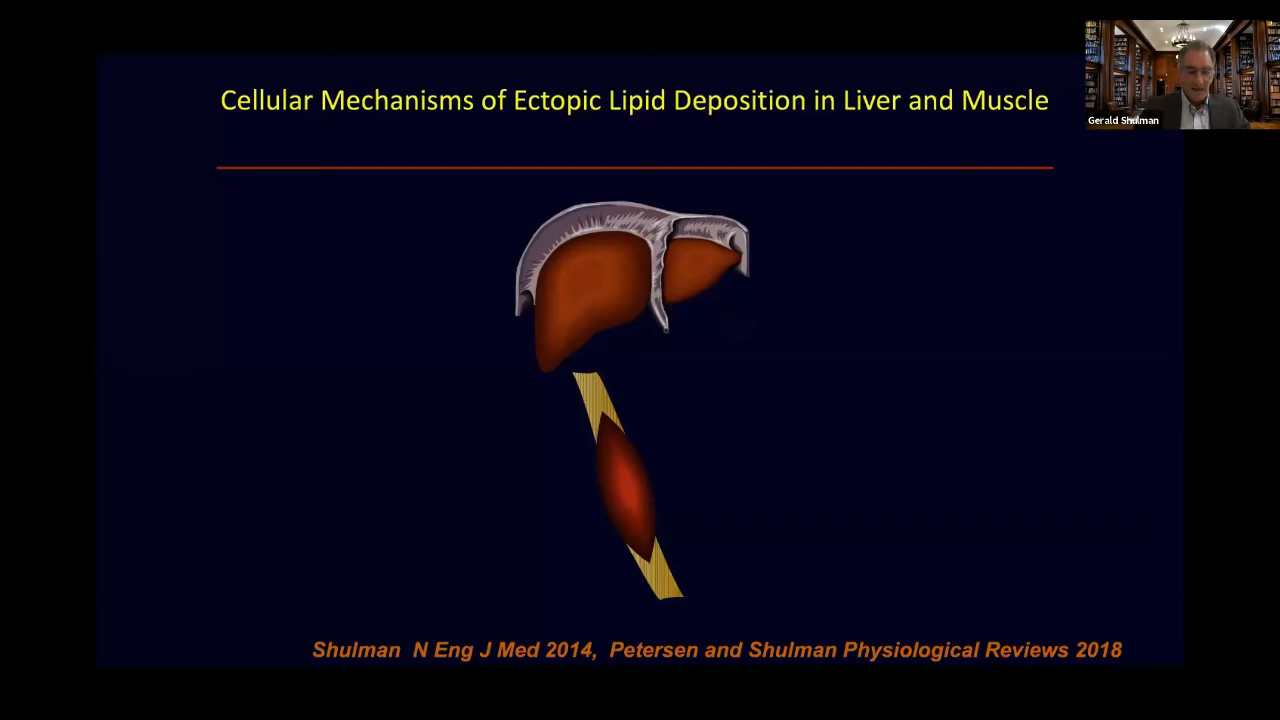 Cellular Mechanisms of Ectopic Lipid Deposition in Liver and Muscle
Gerald Shulman
Shulman N Eng J Med 2014, Petersen and Shulman Physiological Reviews 2018